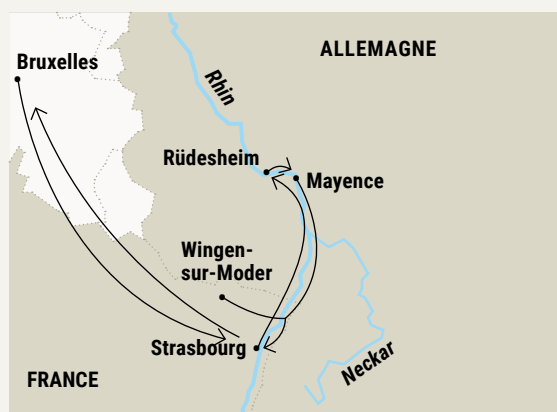 ALLEMAGNE
Bruxelles
Rhin
Rüdesheim
Mayence
Wingen-
sur-Moder
Strasbourg
Neckar
FRANCE